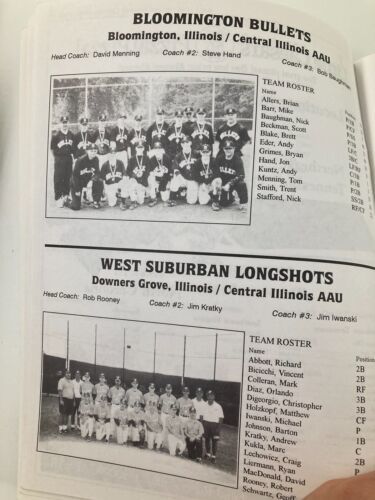 BLOOMINGTON BULLETS
Bloomington, Illinois / Central Illinois AAU
Head Coach: David Menning Coach #2: Steve Hand Coach #3: Bob Baughman
TEAM ROSTER
Name
Allers, Brian
Barr, Mike
Baughman, Nick
Beckman, Scott
Blake, Brett
Eder, Andy
Grimes, Bryan
Hand, Jon
Kuntz, Andy
Menning, Tom
Smith, Trent
Stafford, Nick
WEST SUBURBAN LONGSHOTS
Downers Grove, Illinois / Central Illinois AAU
Head Coach: Rob Rooney Coach #2: Jim Kratky Coach #3: Jim Iwanski
TEAM ROSTER
Name Position
Abbott, Richard 2B
Bicicchi, Vincent 2B
Colleran, Mark RF
Diaz, Orlando 3B
Digeorgio, Christopher 3B
Holzkopf, Matthew CF
Iwanski, Michael P
Johnson, Barton 1B
Kratky, Andrew C
Kukla, Marc 2B
Lechowicz, Craig P
Liermann, Ryan
MacDonald, David
Rooney, Robert
Schwartz, Geoff